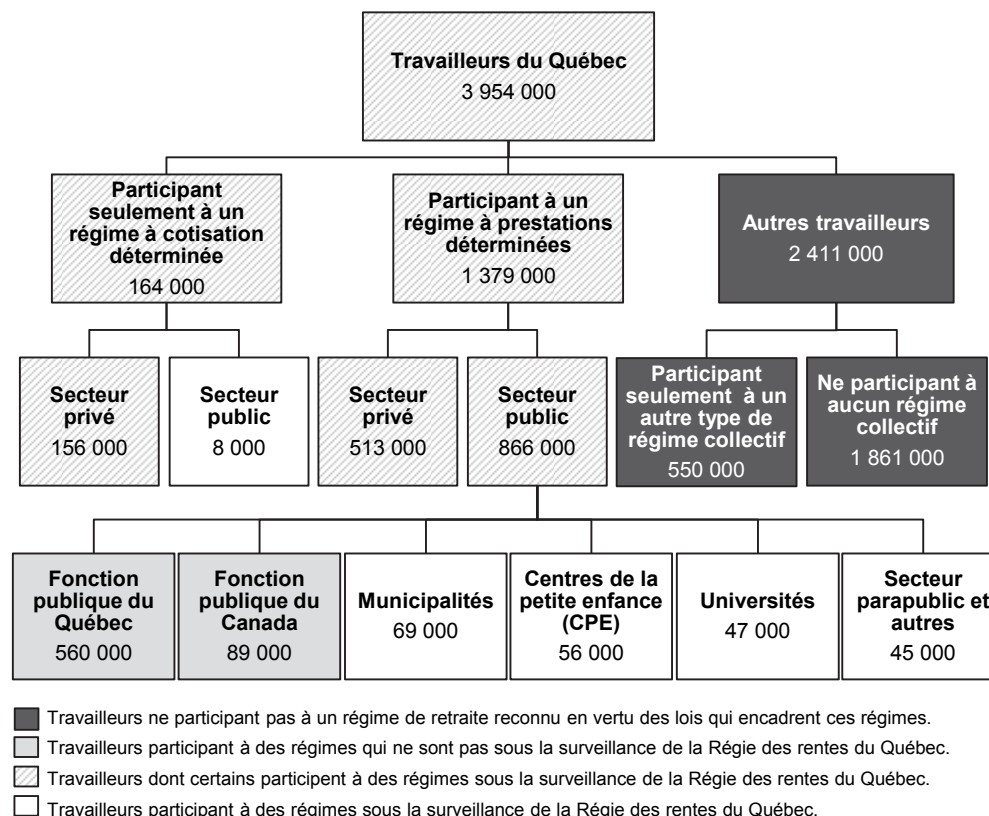 Travailleurs du Québec
3 954 000
Participant
seulement à un
régime à cotisation
déterminée
164 000
Participant à un
régime à prestations
déterminées
1 379 000
Autres travailleurs
2 411 000
Secteur
privé
156 000
Secteur
public
8 000
Secteur
privé
513 000
Secteur
public
866 000
Participant
seulement à un
autre type de
régime collectif
550 000
Ne participant à
aucun régime
collectif
1 861 000
Fonction
publique du
Québec
560 000
Fonction
publique du
Canada
89 000
Municipalités
69 000
Centres de la
petite enfance
(CPE)
56 000
Universités
47 000
Secteur
parapublic et
autres
45 000
Travailleurs ne participant pas à un régime de retraite reconnu en vertu des lois qui encadrent ces régimes.
Travailleurs participant à des régimes qui ne sont pas sous la surveillance de la Régie des rentes du Québec.
Travailleurs dont certains participent à des régimes sous la surveillance de la Régie des rentes du Québec.
Travailleurs participant à des régimes sous la surveillance de la Régie des rentes du Québec.